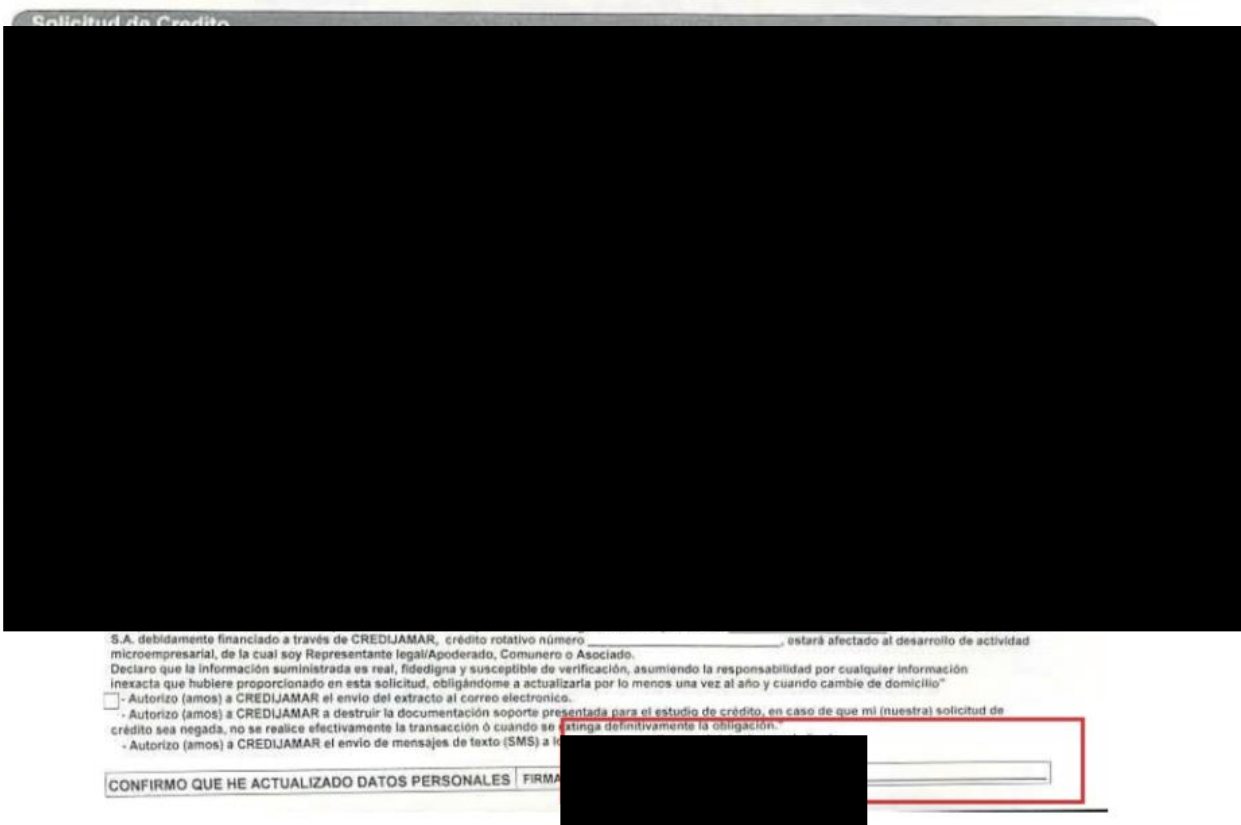 Solicitud de Credito
S.A. debidamente financiado a través de CREDIJAMAR, crédito rotativo número ____________________, estará afectado al desarrollo de actividad
microempresarial, de la cual soy Representante legal/Apoderado, Comunero o Asociado.
Declaro que la información suministrada es real, fidedigna y susceptible de verificación, asumiendo la responsabilidad por cualquier información
inexacta que hubiere proporcionado en esta solicitud, obligándome a actualizarla por lo menos una vez al año y cuando cambie de domicilio"
- Autorizo (amos) a CREDIJAMAR el envio del extracto al correo electronico.
- Autorizo (amos) a CREDIJAMAR a destruir la documentación soporte presentada para el estudio de crédito, en caso de que mi (nuestra) solicitud de
crédito sea negada, no se realice efectivamente la transacción ó cuando se extinga definitivamente la obligación."
- Autorizo (amos) a CREDIJAMAR el envio de mensajes de texto (SMS) a
CONFIRMO QUE HE ACTUALIZADO DATOS PERSONALES FIRMA